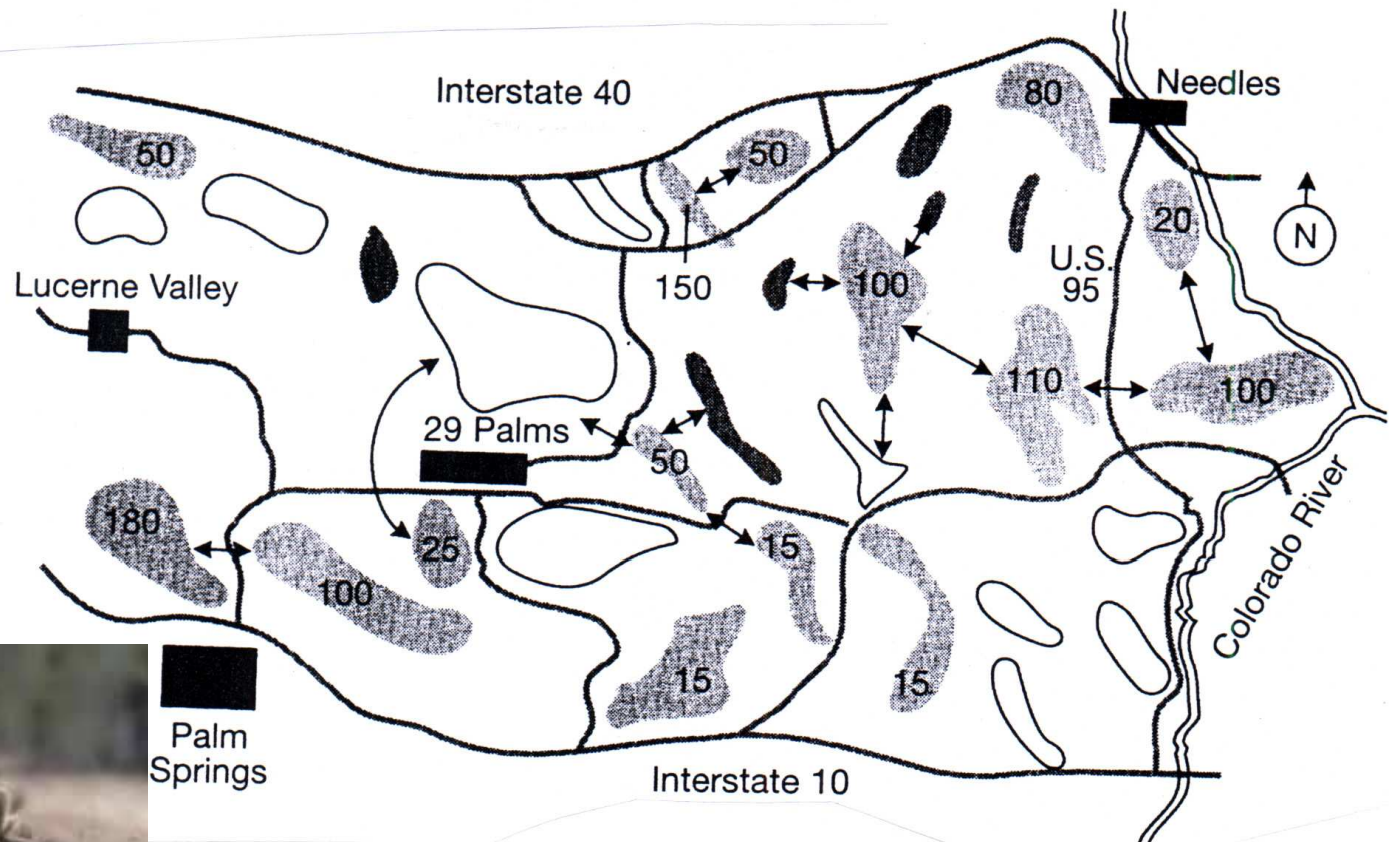 Interstate 40
Needles
80
50
50
20
N
U.S.
95
150
100
Lucerne Valley
110
100
29 Palms
50
180
25
15
100
15
15
Colorado River
Palm
Springs
Interstate 10